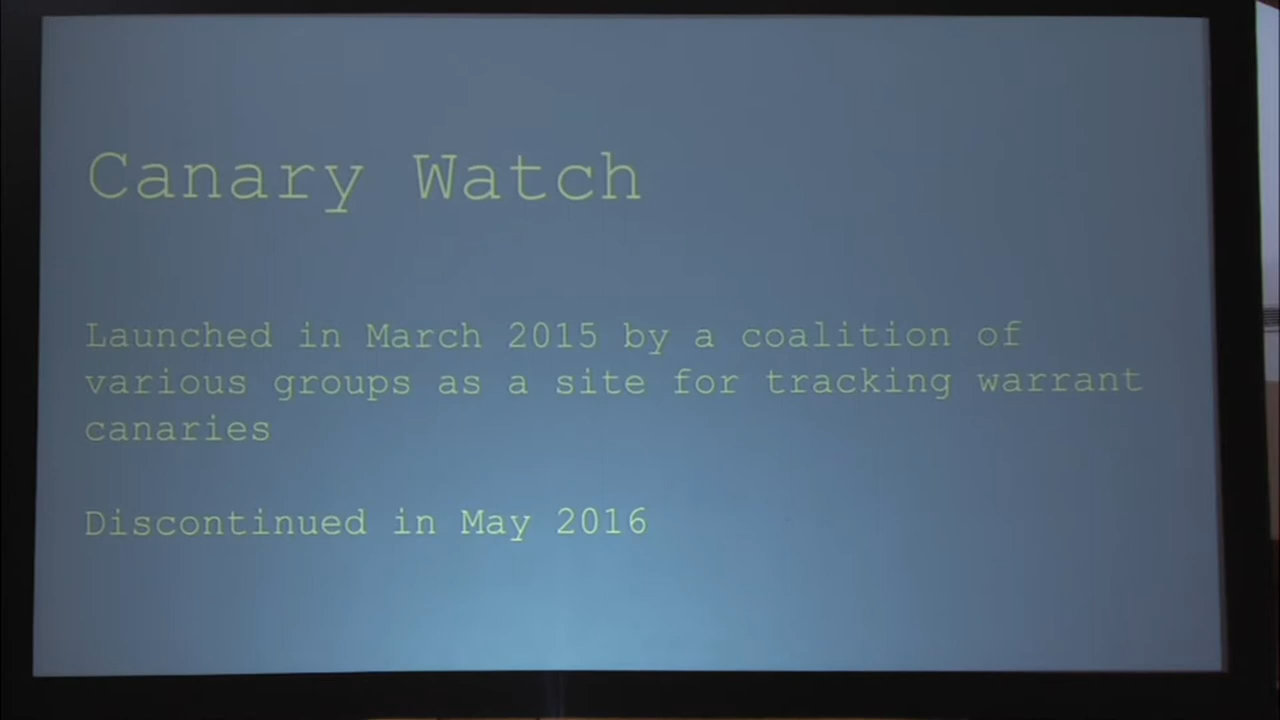 Canary Watch
Launched in March 2015 by a coalition of
various groups as a site for tracking warrant
canaries
Discontinued in May 2016